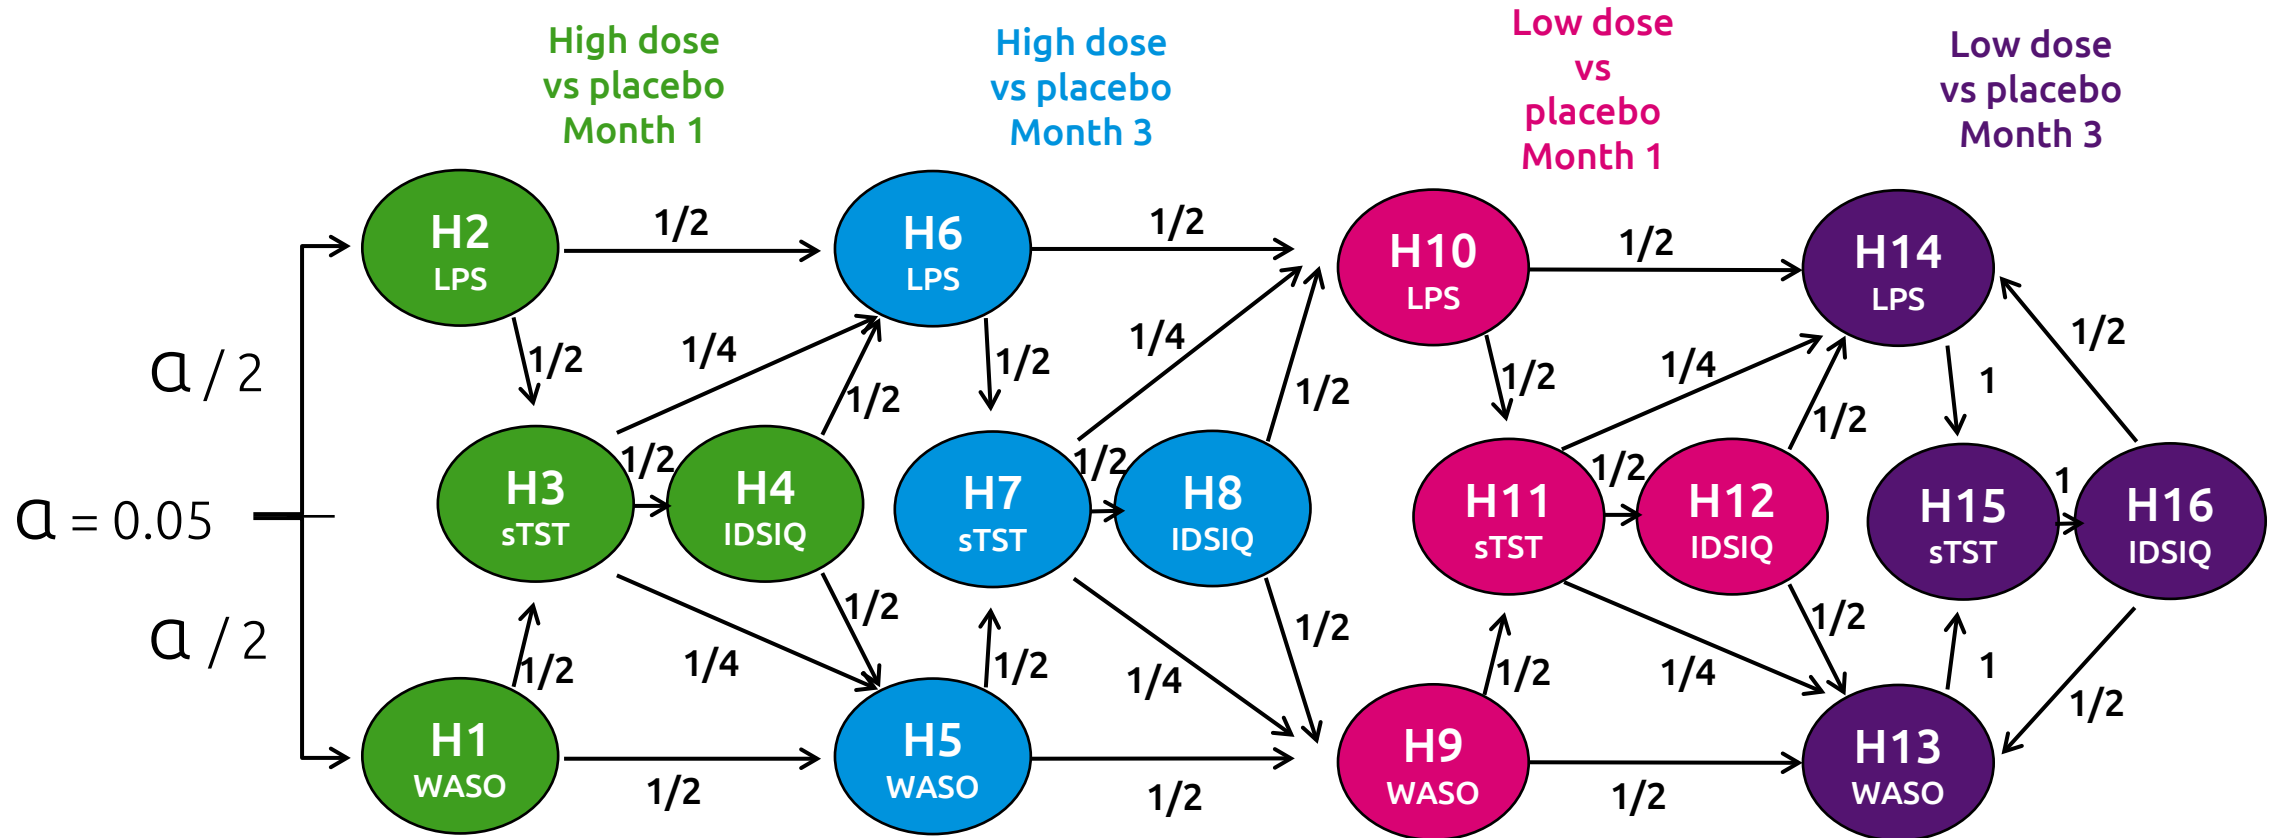 High dose
vs placebo
Month 1
High dose
vs placebo
Month 3
Low dose
vs
placebo
Month 1
Low dose
vs placebo
Month 3
H2
LPS
1/2
H6
LPS
1/2
H10
LPS
1/2
H14
LPS
α / 2
1/2
1/4
1/2
1/2
1/4
1/2
1/2
1/4
1/2
1
1/2
α = 0.05
H3
sTST
1/2
H4
IDSIQ
H7
sTST
1/2
H8
IDSIQ
H11
sTST
1/2
H12
IDSIQ
H15
sTST
1
H16
IDSIQ
α / 2
1/2
1/4
1/2
1/2
1/4
1/2
1/2
1/4
1/2
1
1/2
H1
WASO
1/2
H5
WASO
1/2
H9
WASO
1/2
H13
WASO